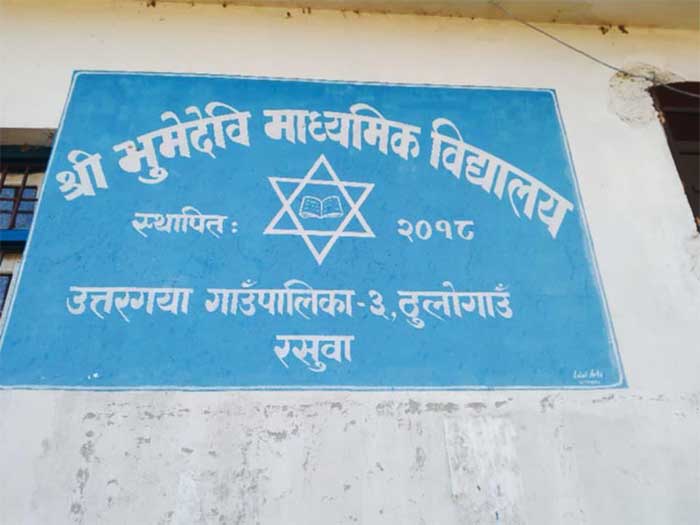 श्री भुमेदेवि माध्यमिक विद्यालय
स्थापित: २०१८
उत्तरगया गाउँपालिका-३, ठुलोगाउँ
रसुवा